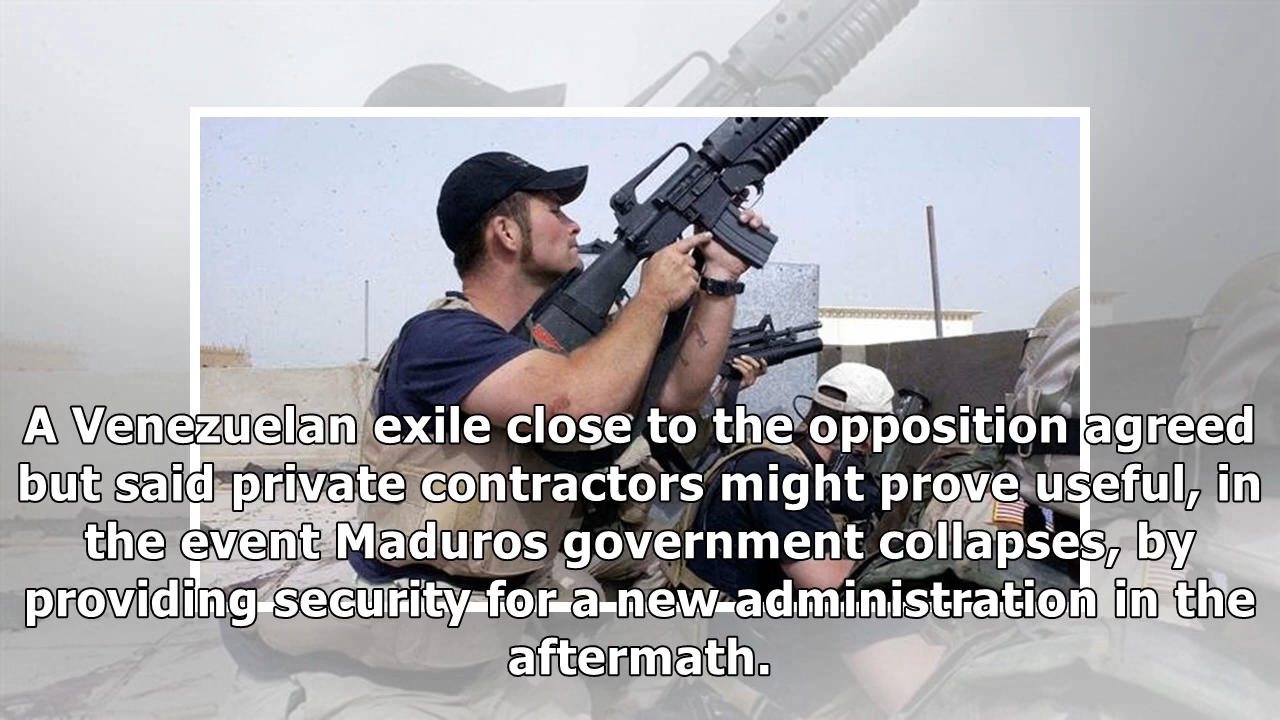 A Venezuelan exile close to the opposition agreed
but said private contractors might prove useful, in
the event Maduros government collapses, by
providing security for a new administration in the
aftermath.